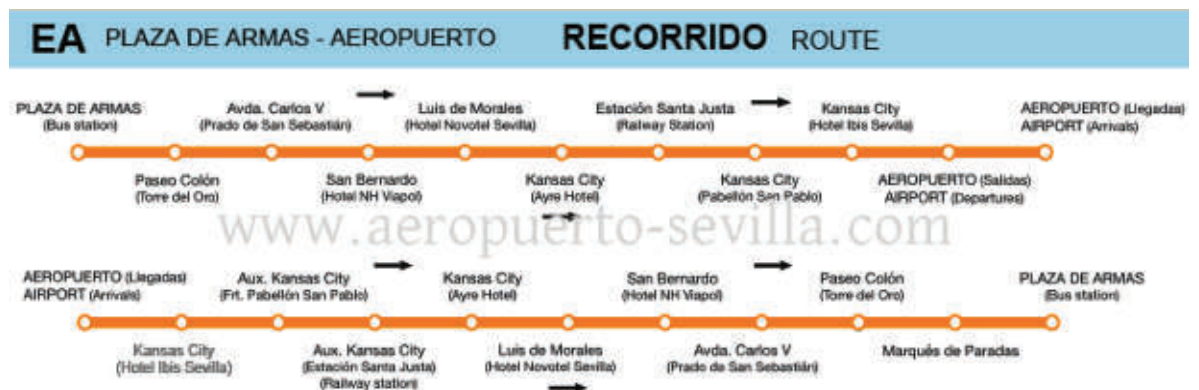 EA PLAZA DE ARMAS - AEROPUERTO RECORRIDO ROUTE
PLAZA DE ARMAS
(Bus station)
Avda. Carlos V
(Prado de San Sebastián)
Luis de Morales
(Hotel Novotel Sevilla)
Estación Santa Justa
(Railway Station)
Kansas City
(Hotel Ibis Sevilla)
AEROPUERTO (Llegadas)
AIRPORT (Arrivals)
Paseo Colón
(Torre del Oro)
San Bernardo
(Hotel NH Viapol)
Kansas City
(Ayre Hotel)
Kansas City
(Pabellón San Pablo)
AEROPUERTO (Salidas)
AIRPORT (Departures)
www.aeropuerto-sevilla.com
AEROPUERTO (Llegadas)
AIRPORT (Arrivals)
Aux. Kansas City
(Frt. Pabellón San Pablo)
Kansas City
(Ayre Hotel)
San Bernardo
(Hotel NH Viapol)
Paseo Colón
(Torre del Oro)
PLAZA DE ARMAS
(Bus station)
Kansas City
(Hotel Ibis Sevilla)
Aux. Kansas City
(Estación Santa Justa)
(Railway station)
Luis de Morales
(Hotel Novotel Sevilla)
Avda. Carlos V
(Prado de San Sebastián)
Marqués de Paradas